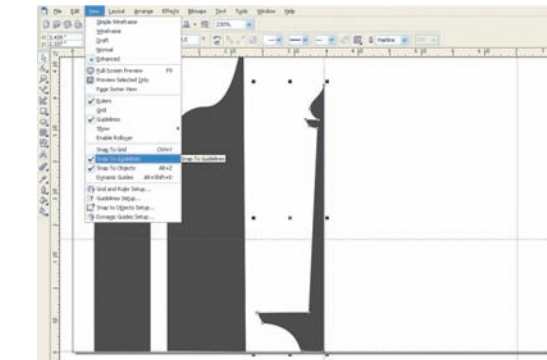 File Edit View Layout Arrange Effects Bitmaps Text Tools Window Help
230%
Simple Wireframe
Wireframe
Draft
Normal
Enhanced
Full-Screen Preview F9
Preview Selected Only
Page Sorter View
Rulers
Grid
Guidelines
Show
Enable Rollover
Snap To Grid Ctrl+Y
Snap To Guidelines
Snap To Guidelines
Snap To Objects Alt+Z
Dynamic Guides Alt+Shift+D
Grid and Ruler Setup...
Guidelines Setup...
Snap to Objects Setup...
Dynamic Guides Setup...